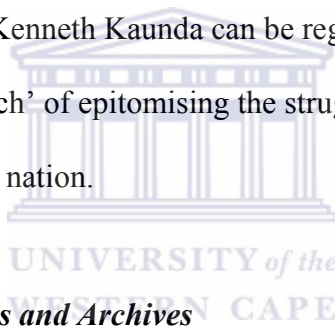 Kenneth Kaunda can be reg
ch’ of epitomising the strug
nation.
UNIVERSITY of the
s and Archives
WESTERN CAPE